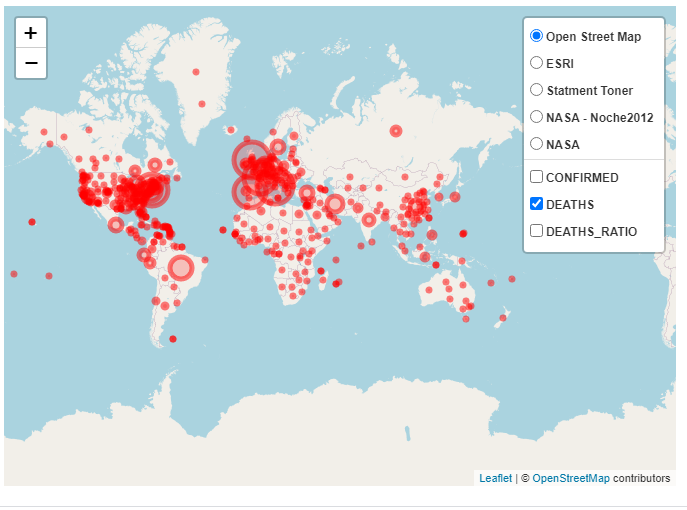 +
−
Open Street Map
ESRI
Statment Toner
NASA - Noche2012
NASA
CONFIRMED
DEATHS
DEATHS_RATIO
Leaflet | © OpenStreetMap contributors